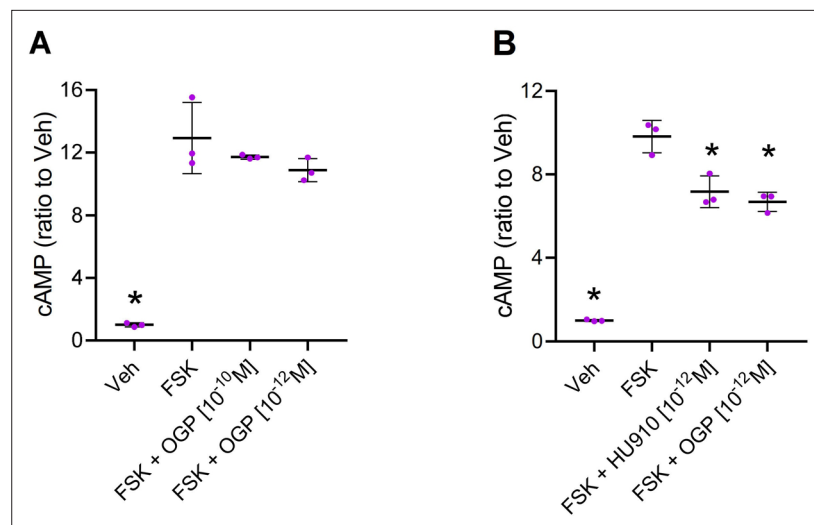 A
cAMP (ratio to Veh)
16
12
8
4
0
*
Veh
FSK
FSK + OGP [10⁻¹⁰M]
FSK + OGP [10⁻¹²M]
B
cAMP (ratio to Veh)
12
8
4
0
*
*
*
Veh
FSK
FSK + HU910 [10⁻¹²M]
FSK + OGP [10⁻¹²M]